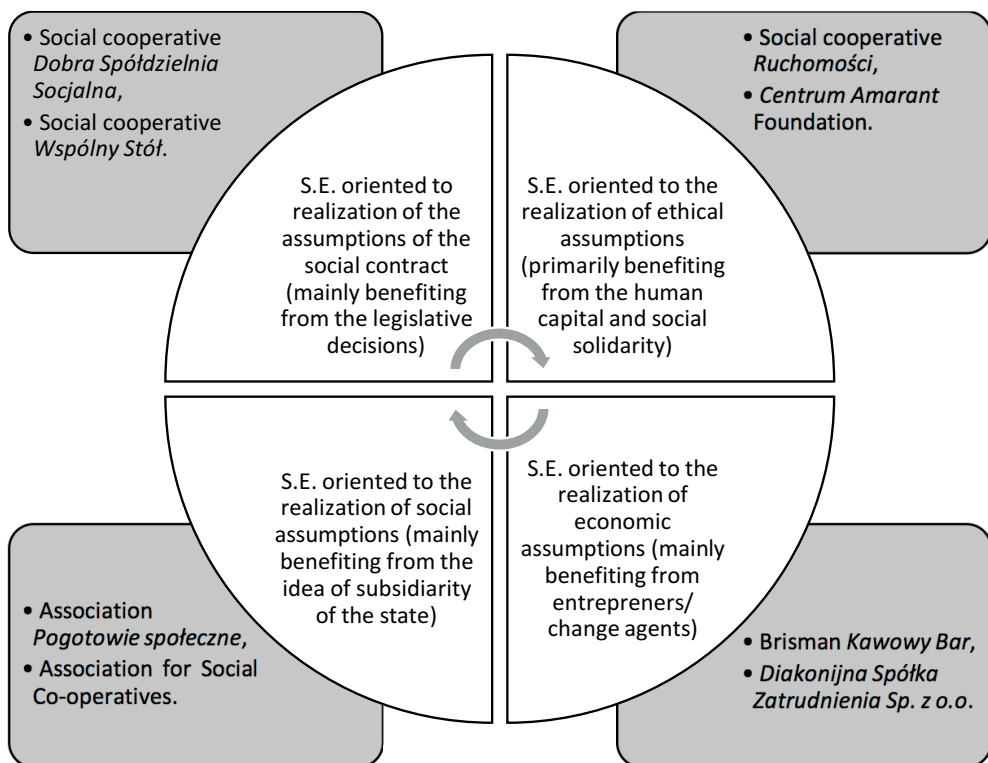 • Social cooperative
Dobra Spółdzielnia
Socjalna,
• Social cooperative
Wspólny Stół.
• Social cooperative
Ruchomości,
• Centrum Amarant
Foundation.
S.E. oriented to
realization of the
assumptions of the
social contract
(mainly benefiting
from the legislative
decisions)
S.E. oriented to the
realization of ethical
assumptions
(primarily benefiting
from the human
capital and social
solidarity)
S.E. oriented to the
realization of social
assumptions (mainly
benefiting from the
idea of subsidiarity
of the state)
S.E. oriented to the
realization of
economic
assumptions (mainly
benefiting from
entrepreners/
change agents)
• Association
Pogotowie społeczne,
• Association for Social
Co-operatives.
• Brisman Kawowy Bar,
• Diakonijna Spółka
Zatrudnienia Sp. z o.o.